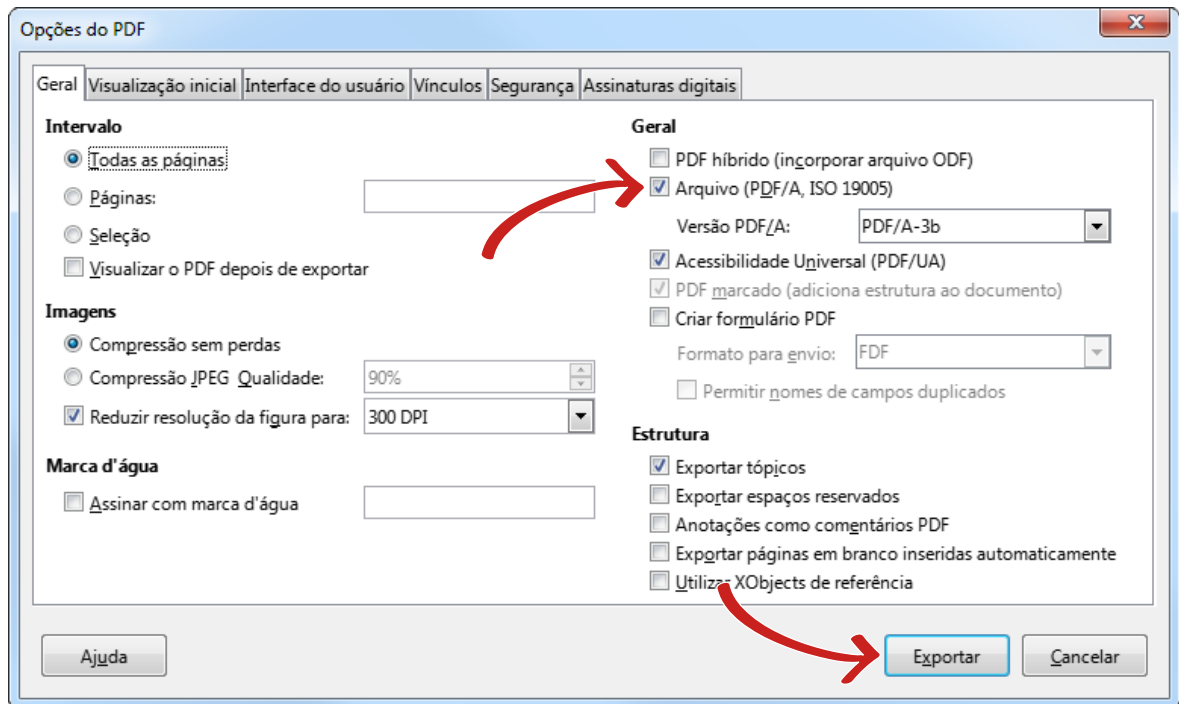 Opções do PDF
Geral
Visualização inicial
Interface do usuário
Vínculos
Segurança
Assinaturas digitais
Intervalo
Todas as páginas
Páginas:
Seleção
Visualizar o PDF depois de exportar
Imagens
Compressão sem perdas
Compressão JPEG Qualidade: 90%
Reduzir resolução da figura para: 300 DPI
Marca d'água
Assinar com marca d'água
Geral
PDF híbrido (incorporar arquivo ODF)
Arquivo (PDF/A, ISO 19005)
Versão PDF/A: PDF/A-3b
Acessibilidade Universal (PDF/UA)
PDF marcado (adiciona estrutura ao documento)
Criar formulário PDF
Formato para envio: FDF
Permitir nomes de campos duplicados
Estrutura
Exportar tópicos
Exportar espaços reservados
Anotações como comentários PDF
Exportar páginas em branco inseridas automaticamente
Utilizar XObjects de referência
Ajuda
Exportar
Cancelar